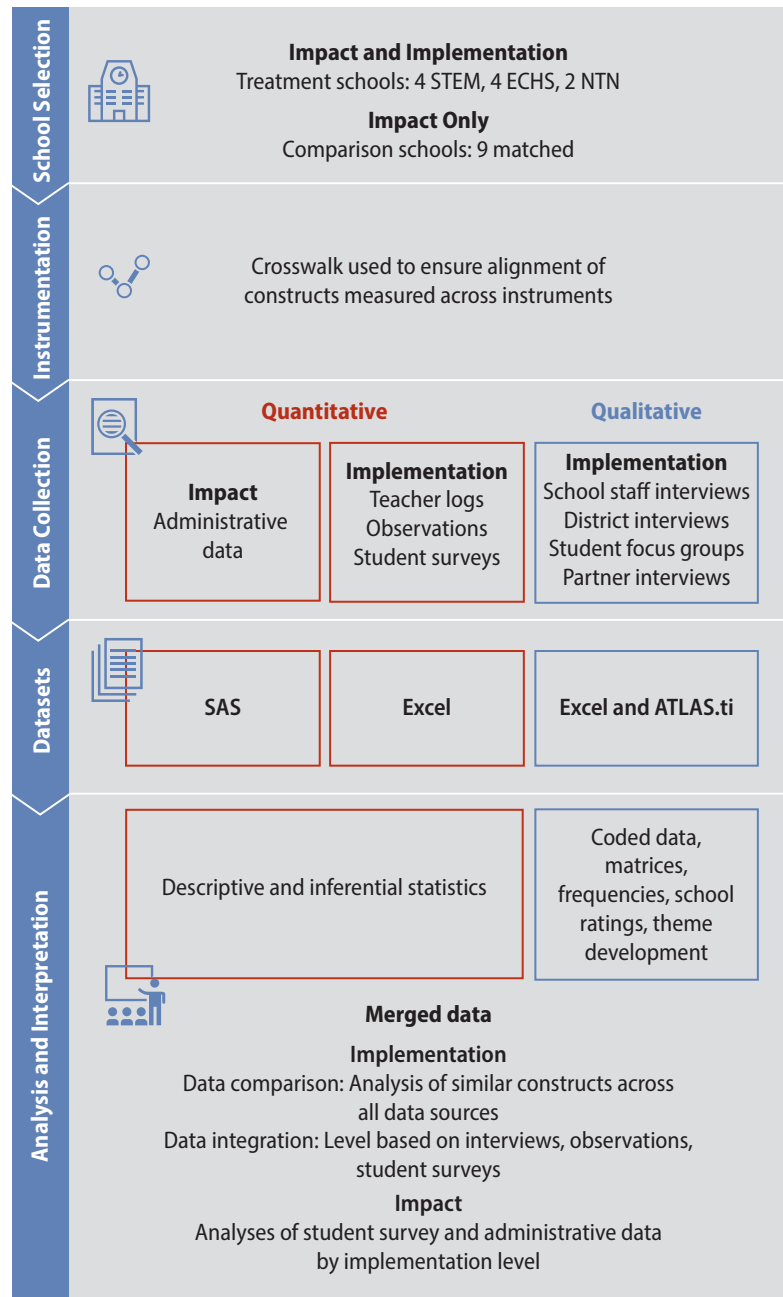 School Selection
Impact and Implementation
Treatment schools: 4 STEM, 4 ECHS, 2 NTN
Impact Only
Comparison schools: 9 matched
Instrumentation
Crosswalk used to ensure alignment of
constructs measured across instruments
Data Collection
Quantitative
Impact
Administrative
data
Implementation
Teacher logs
Observations
Student surveys
Qualitative
Implementation
School staff interviews
District interviews
Student focus groups
Partner interviews
Datasets
SAS
Excel
Excel and ATLAS.ti
Analysis and Interpretation
Descriptive and inferential statistics
Coded data,
matrices,
frequencies, school
ratings, theme
development
Merged data
Implementation
Data comparison: Analysis of similar constructs across
all data sources
Data integration: Level based on interviews, observations,
student surveys
Impact
Analyses of student survey and administrative data
by implementation level